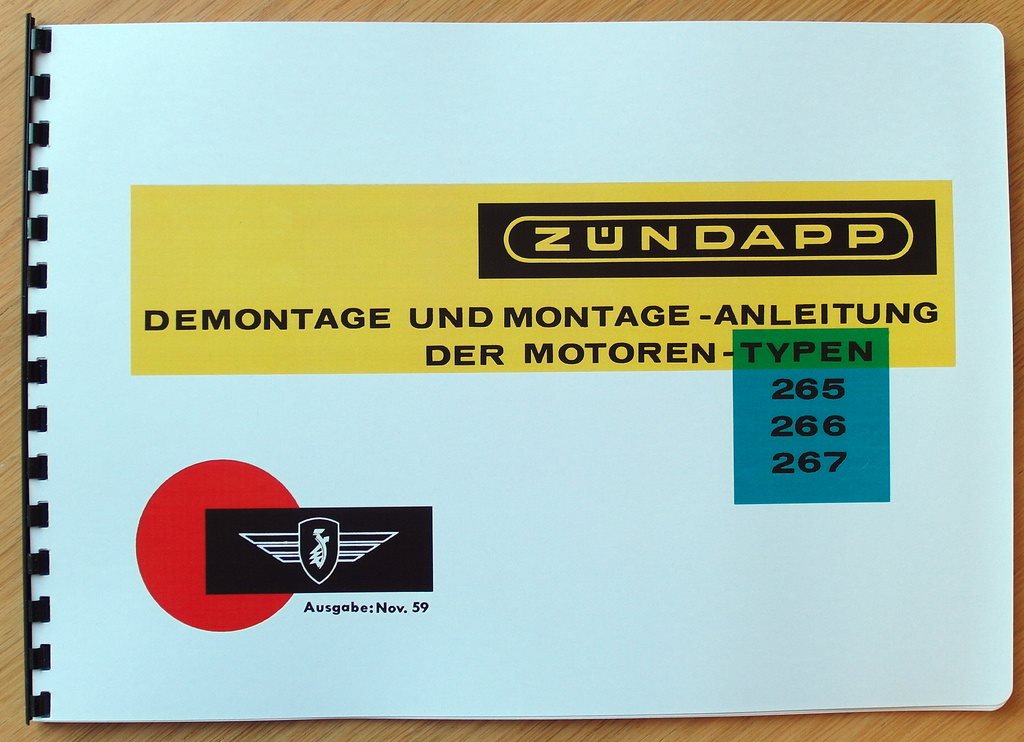 ZÜNDAPP
DEMONTAGE UND MONTAGE-ANLEITUNG
DER MOTOREN-TYPEN
265
266
267
Ausgabe: Nov. 59